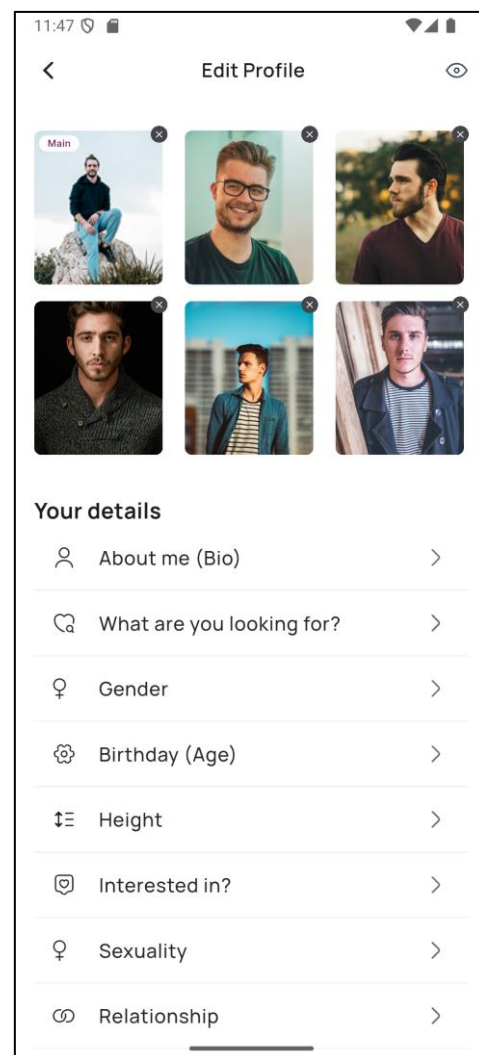 11:47
Edit Profile
Main
Your details
About me (Bio)
What are you looking for?
Gender
Birthday (Age)
Height
Interested in?
Sexuality
Relationship